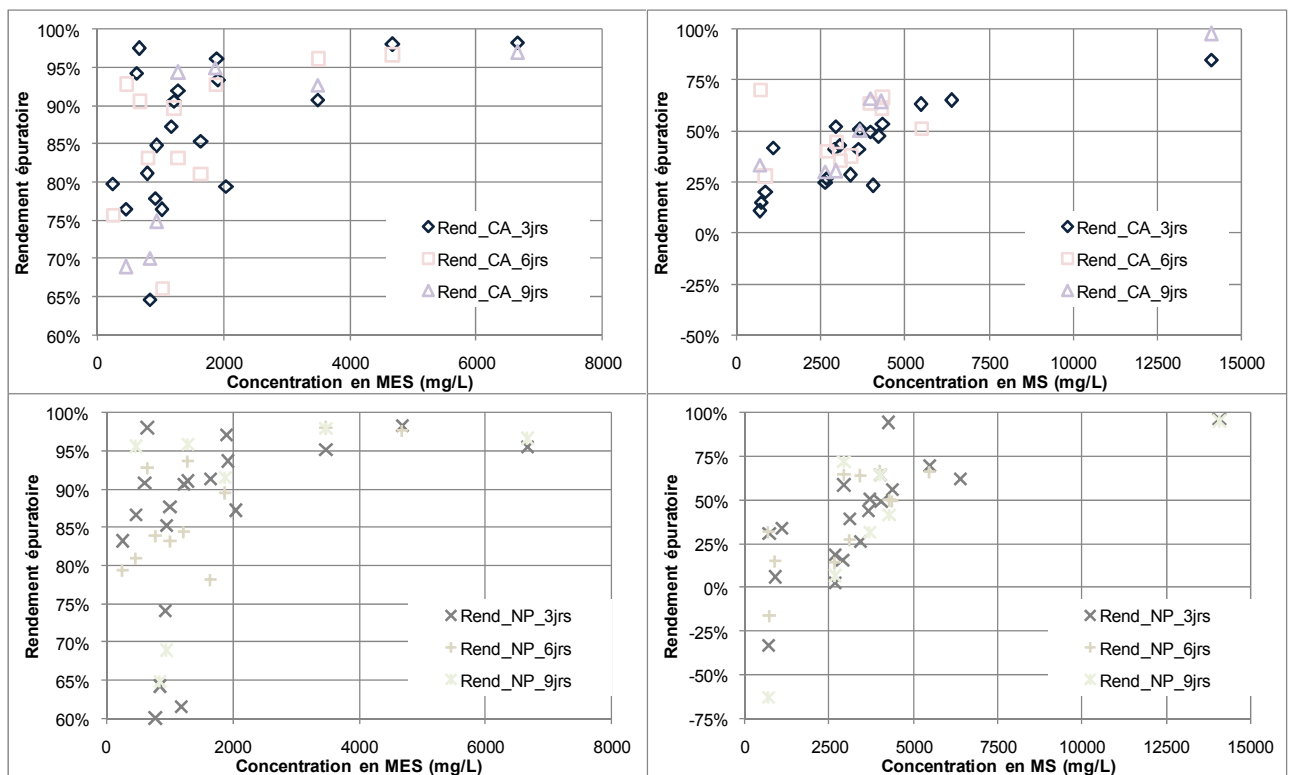 100%
95%
90%
85%
80%
75%
70%
65%
60%
Rendement épuratoire
0 2000 4000 6000 8000
Concentration en MES (mg/L)
Rend_CA_3jrs
Rend_CA_6jrs
Rend_CA_9jrs
100%
75%
50%
25%
0%
-25%
-50%
Rendement épuratoire
0 2500 5000 7500 10000 12500 15000
Concentration en MS (mg/L)
Rend_CA_3jrs
Rend_CA_6jrs
Rend_CA_9jrs
100%
95%
90%
85%
80%
75%
70%
65%
60%
Rendement épuratoire
0 2000 4000 6000 8000
Concentration en MES (mg/L)
Rend_NP_3jrs
Rend_NP_6jrs
Rend_NP_9jrs
100%
75%
50%
25%
0%
-25%
-50%
-75%
Rendement épuratoire
0 2500 5000 7500 10000 12500 15000
Concentration en MS (mg/L)
Rend_NP_3jrs
Rend_NP_6jrs
Rend_NP_9jrs